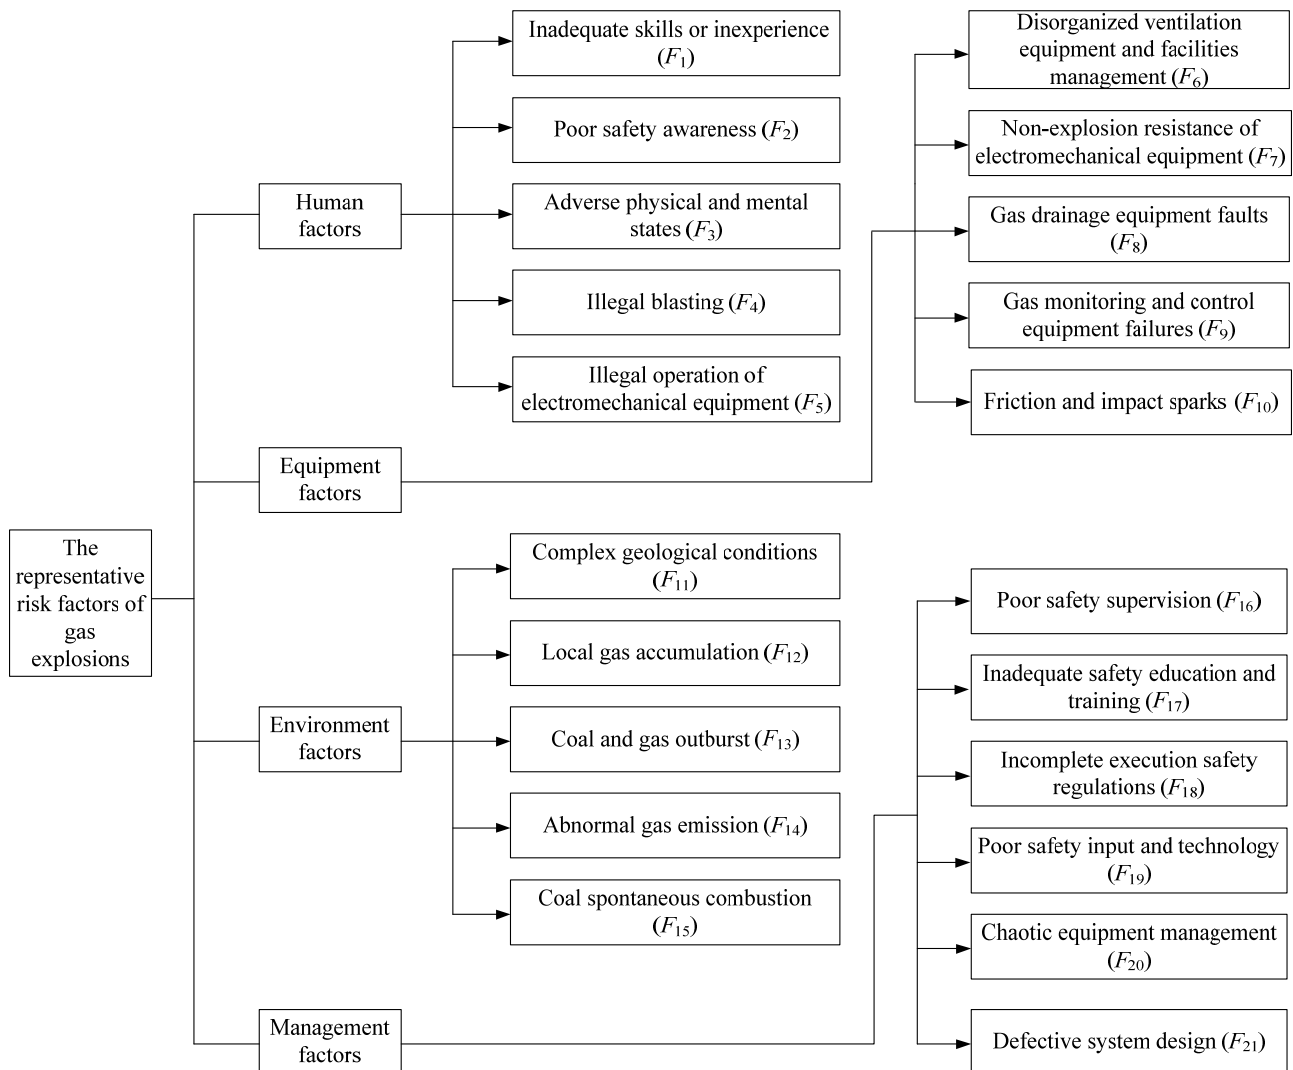 The
representative
risk factors of
gas
explosions
Human
factors
Inadequate skills or inexperience
(F1)
Poor safety awareness (F2)
Adverse physical and mental
states (F3)
Illegal blasting (F4)
Illegal operation of
electromechanical equipment (F5)
Equipment
factors
Disorganized ventilation
equipment and facilities
management (F6)
Non-explosion resistance of
electromechanical equipment (F7)
Gas drainage equipment faults
(F8)
Gas monitoring and control
equipment failures (F9)
Friction and impact sparks (F10)
Environment
factors
Complex geological conditions
(F11)
Local gas accumulation (F12)
Coal and gas outburst (F13)
Abnormal gas emission (F14)
Coal spontaneous combustion
(F15)
Management
factors
Poor safety supervision (F16)
Inadequate safety education and
training (F17)
Incomplete execution safety
regulations (F18)
Poor safety input and technology
(F19)
Chaotic equipment management
(F20)
Defective system design (F21)